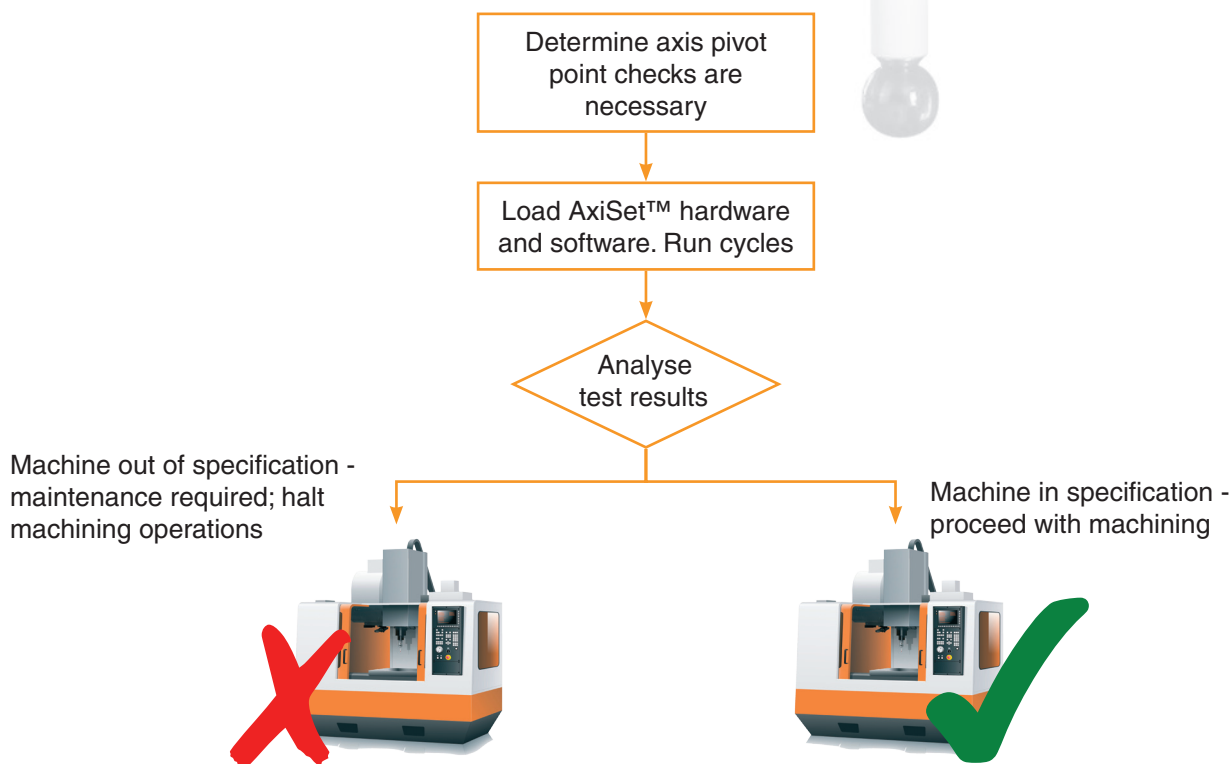 Determine axis pivot
point checks are
necessary
Load AxiSet™ hardware
and software. Run cycles
Analyse
test results
Machine out of specification -
maintenance required; halt
machining operations
Machine in specification -
proceed with machining